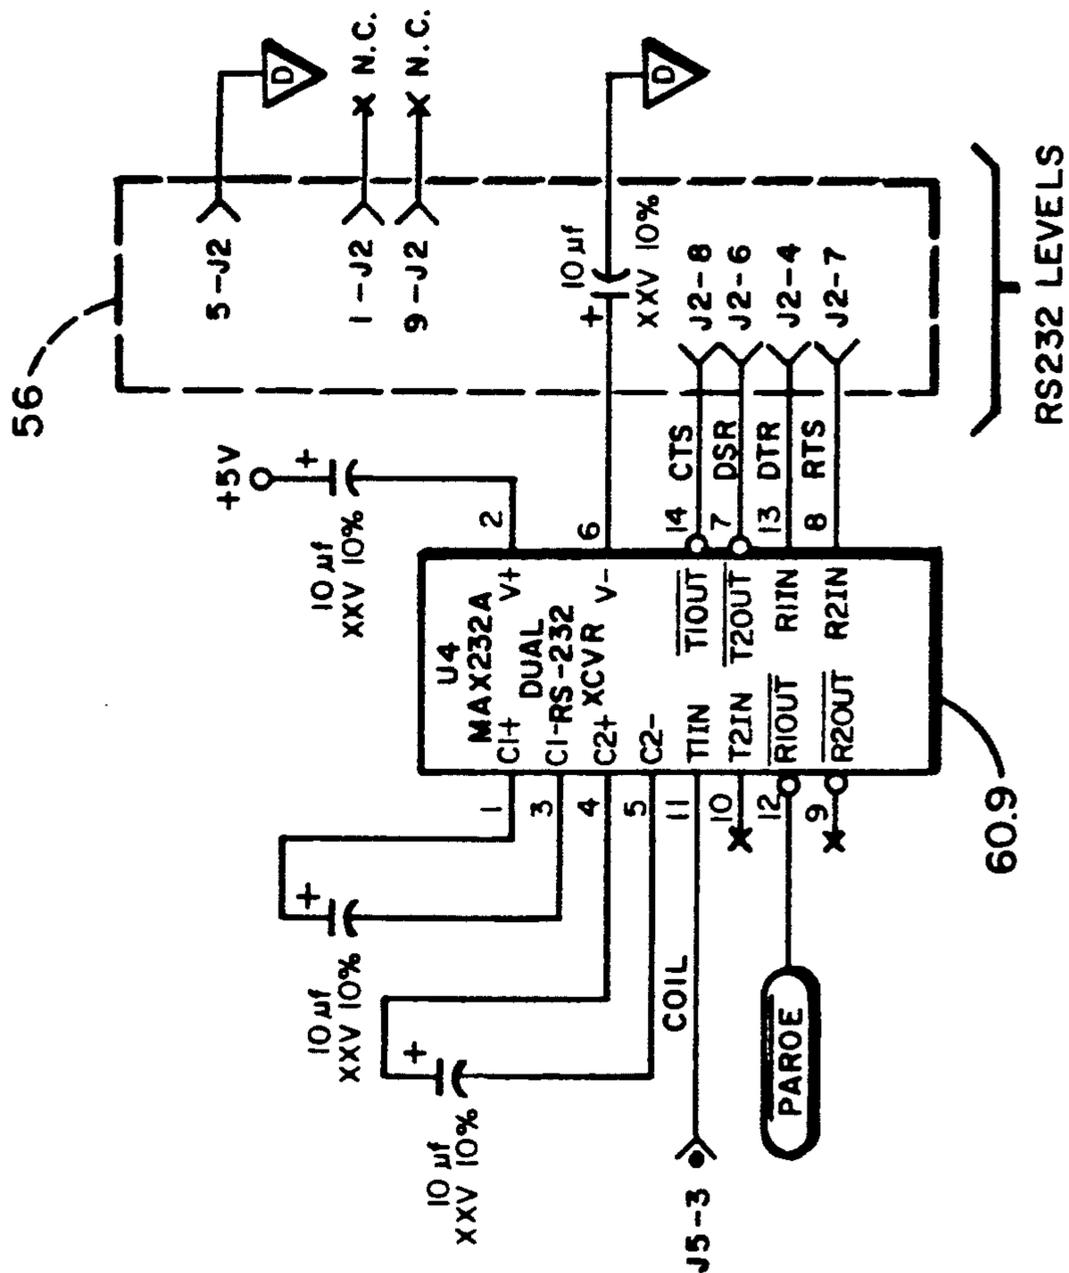 56
+5V
10 µf
XXV 10%
+
5-J2
D
1-J2
N.C.
9-J2
N.C.
10 µf
XXV 10%
+
10 µf
XXV 10%
+
U4
MAX232A
DUAL
RS-232
XCVR
1
C1+
3
C1-
4
C2+
5
C2-
11
T1IN
10
T2IN
12
R1OUT
9
R2OUT
V+
2
V-
6
T1OUT
14
CTS
J2-8
T2OUT
7
DSR
J2-6
R1IN
13
DTR
J2-4
R2IN
8
RTS
J2-7
+
10 µf
XXV 10%
D
J5-3
COIL
PAROE
60.9
RS232 LEVELS